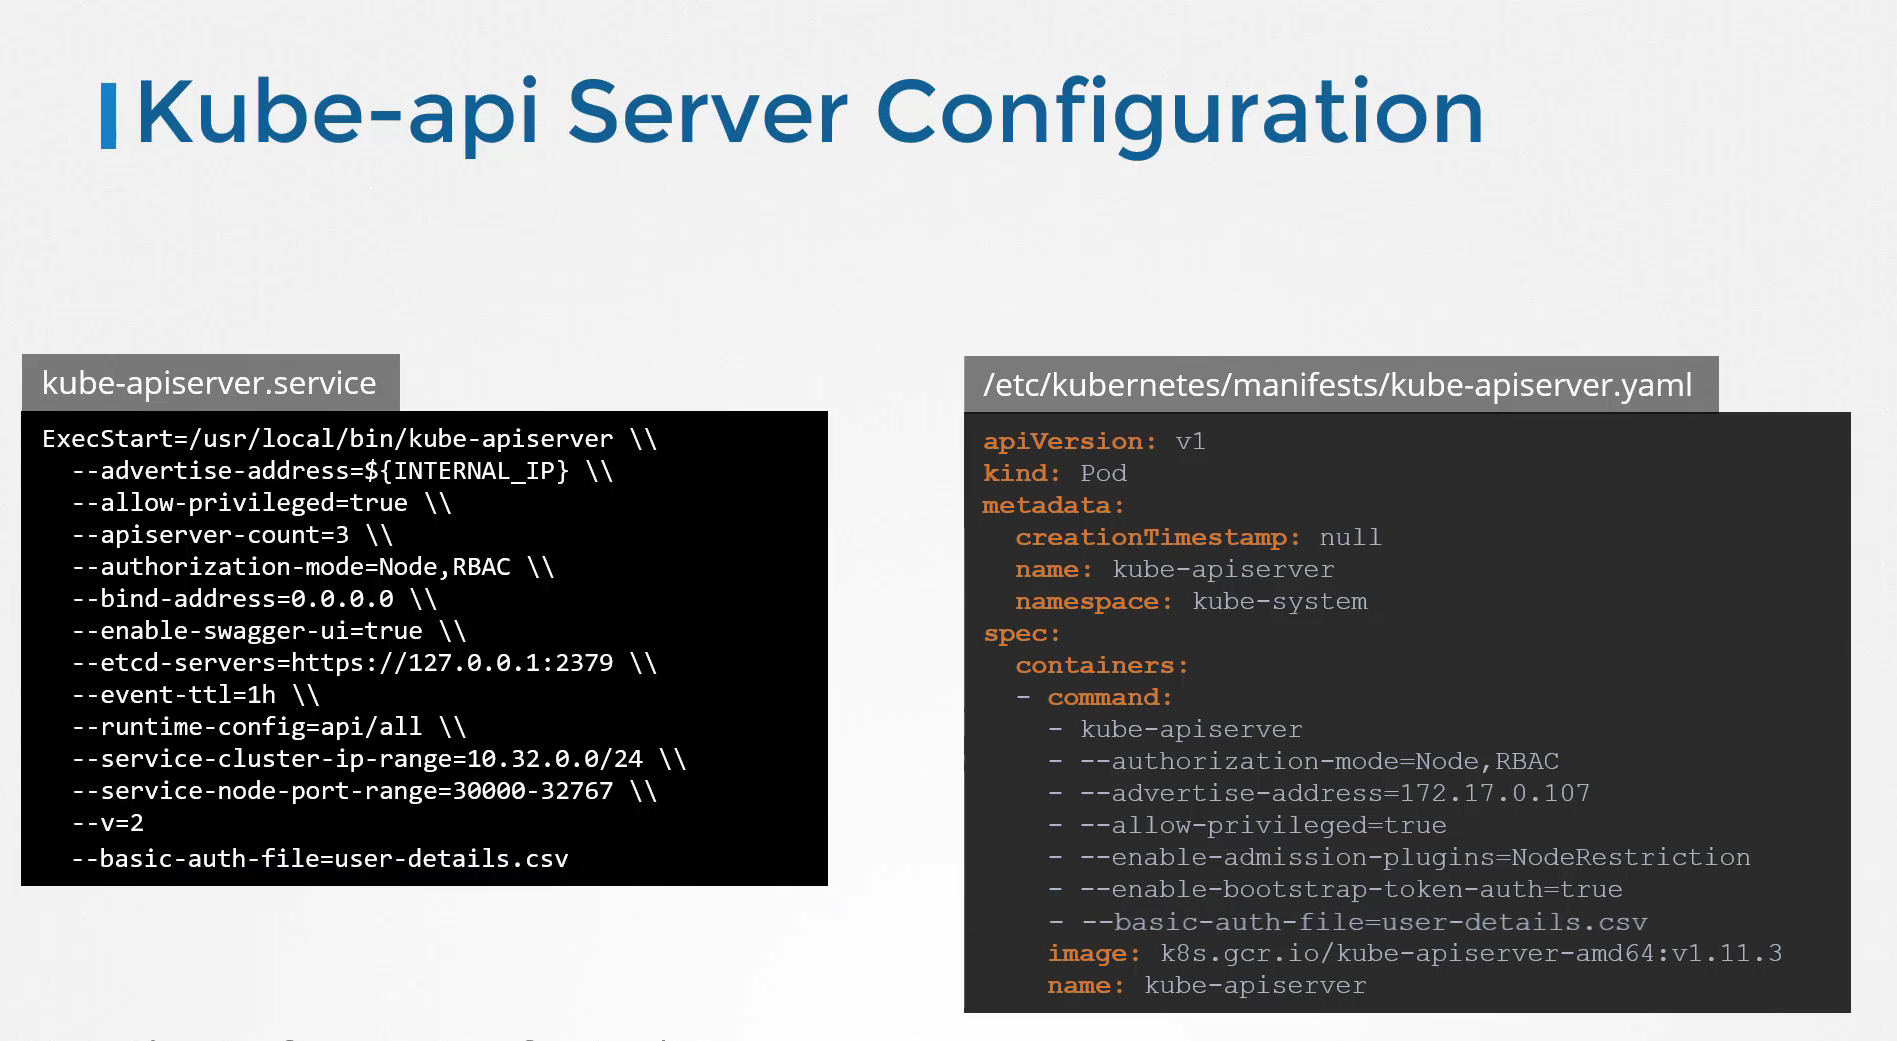 Kube-api Server Configuration
kube-apiserver.service
ExecStart=/usr/local/bin/kube-apiserver \\
--advertise-address=${INTERNAL_IP} \\
--allow-privileged=true \\
--apiserver-count=3 \\
--authorization-mode=Node,RBAC \\
--bind-address=0.0.0.0 \\
--enable-swagger-ui=true \\
--etcd-servers=https://127.0.0.1:2379 \\
--event-ttl=1h \\
--runtime-config=api/all \\
--service-cluster-ip-range=10.32.0.0/24 \\
--service-node-port-range=30000-32767 \\
--v=2
--basic-auth-file=user-details.csv
/etc/kubernetes/manifests/kube-apiserver.yaml
apiVersion: v1
kind: Pod
metadata:
creationTimestamp: null
name: kube-apiserver
namespace: kube-system
spec:
containers:
- command:
- kube-apiserver
- --authorization-mode=Node,RBAC
- --advertise-address=172.17.0.107
- --allow-privileged=true
- --enable-admission-plugins=NodeRestriction
- --enable-bootstrap-token-auth=true
- --basic-auth-file=user-details.csv
image: k8s.gcr.io/kube-apiserver-amd64:v1.11.3
name: kube-apiserver